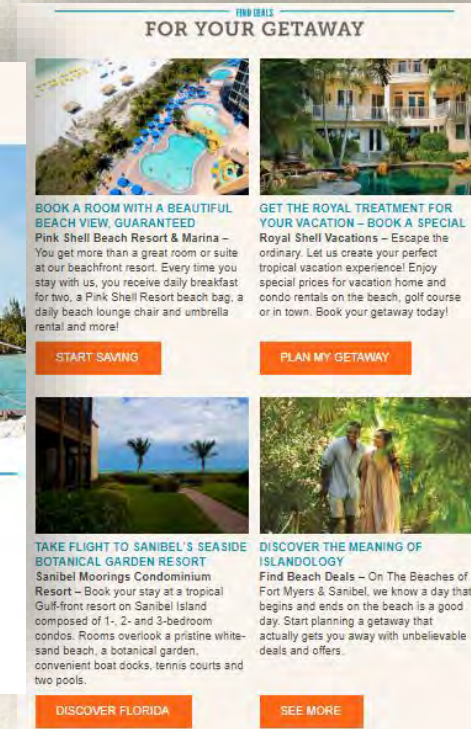 FIND DEALS
FOR YOUR GETAWAY
BOOK A ROOM WITH A BEAUTIFUL
BEACH VIEW, GUARANTEED
Pink Shell Beach Resort & Marina –
You get more than a great room or suite
at our beachfront resort. Every time you
stay with us, you receive daily breakfast
for two, a Pink Shell Resort beach bag, a
daily beach lounge chair and umbrella
rental and more!
START SAVING
GET THE ROYAL TREATMENT FOR
YOUR VACATION – BOOK A SPECIAL
Royal Shell Vacations – Escape the
ordinary. Let us create your perfect
tropical vacation experience! Enjoy
special prices for vacation home and
condo rentals on the beach, golf course
or in town. Book your getaway today!
PLAN MY GETAWAY
TAKE FLIGHT TO SANIBEL'S SEASIDE
BOTANICAL GARDEN RESORT
Sanibel Moorings Condominium
Resort – Book your stay at a tropical
Gulf-front resort on Sanibel Island
composed of 1-, 2- and 3-bedroom
condos. Rooms overlook a pristine white-
sand beach, a botanical garden,
convenient boat docks, tennis courts and
two pools.
DISCOVER FLORIDA
DISCOVER THE MEANING OF
ISLANDOLOGY
Find Beach Deals – On The Beaches of
Fort Myers & Sanibel, we know a day that
begins and ends on the beach is a good
day. Start planning a getaway that
actually gets you away with unbelievable
deals and offers.
SEE MORE